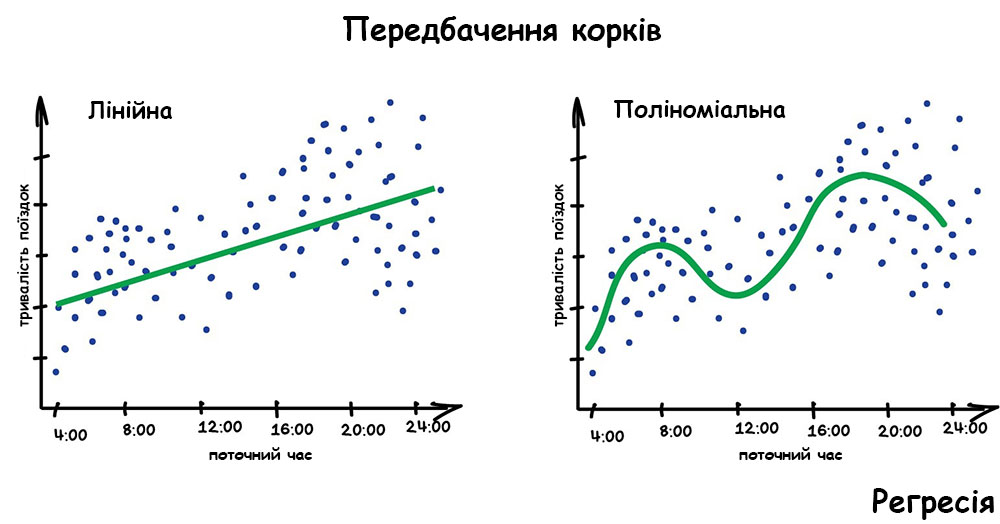 Передбачення корків
Лінійна
тривалість поїздок
4:00 8:00 12:00 16:00 20:00 24:00
поточний час
Поліноміальна
тривалість поїздок
4:00 8:00 12:00 16:00 20:00 24:00
поточний час
Регресія